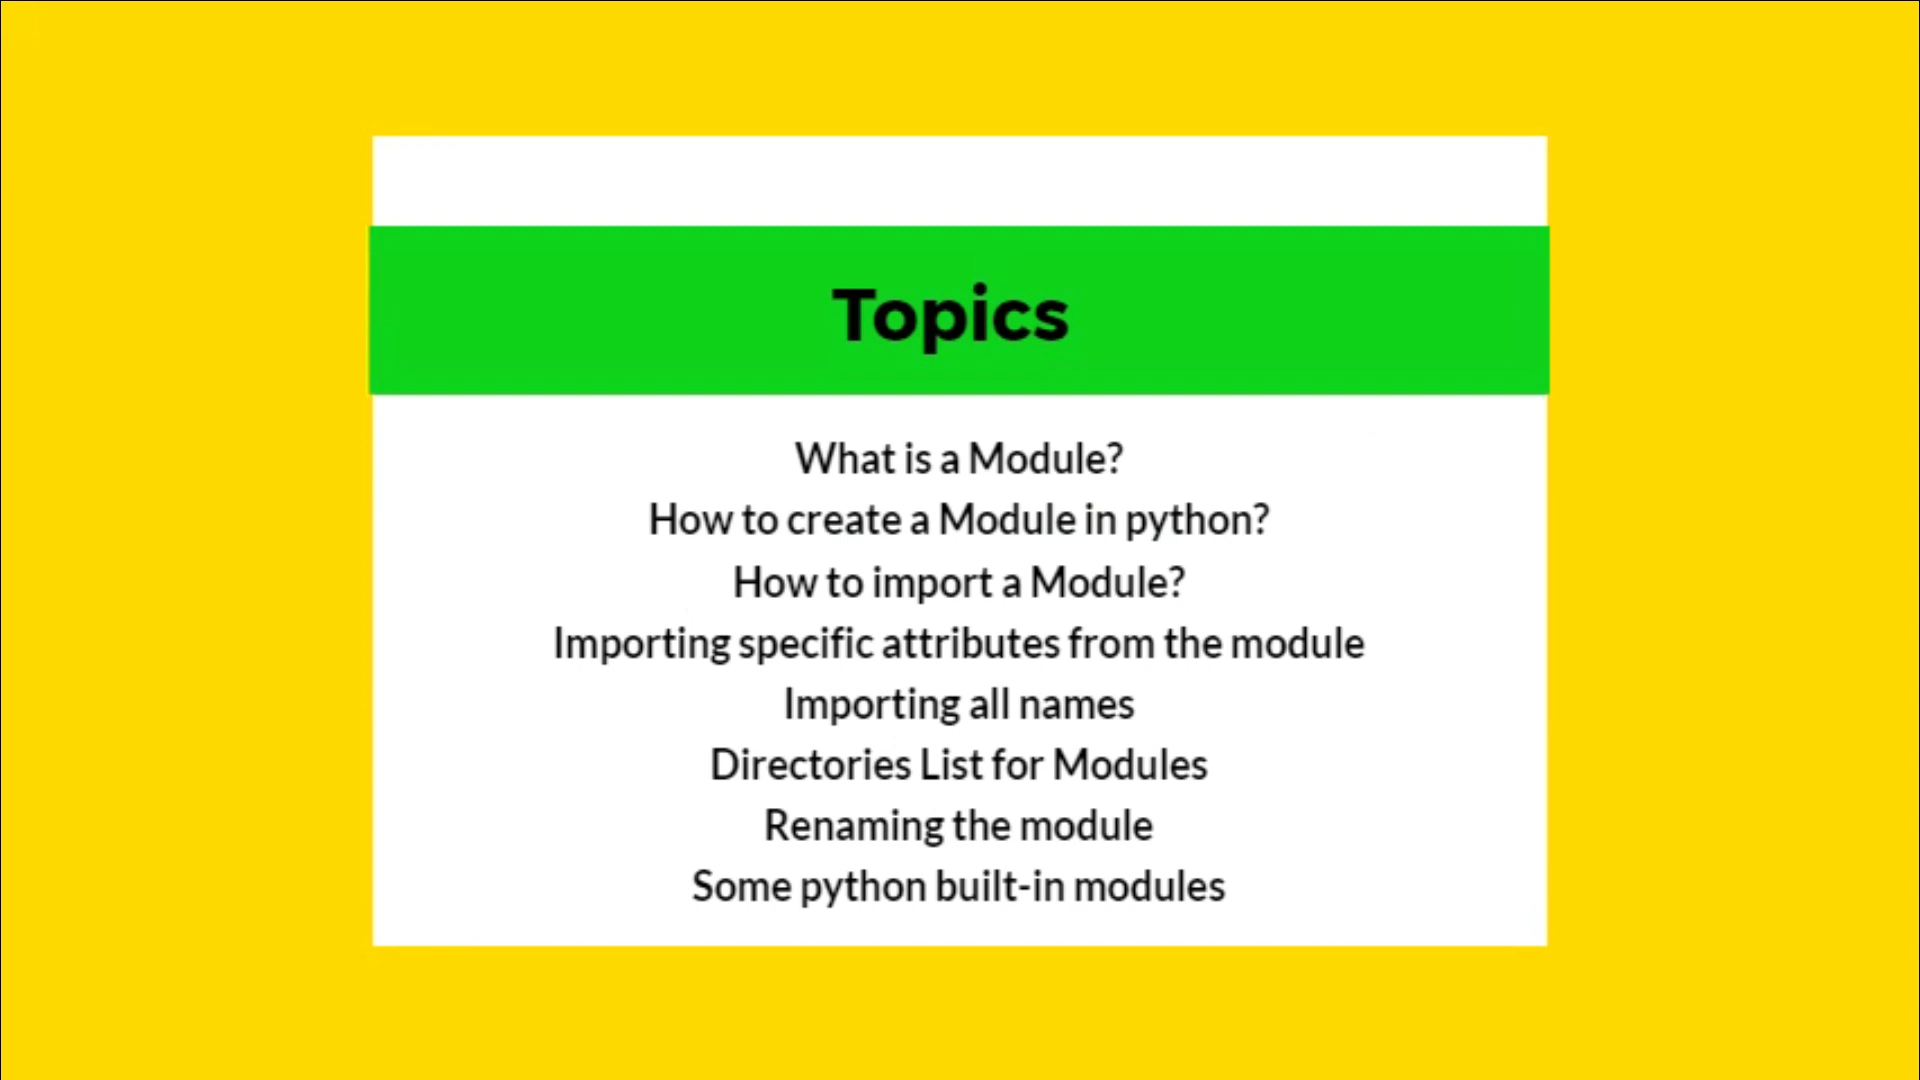 Topics
What is a Module?
How to create a Module in python?
How to import a Module?
Importing specific attributes from the module
Importing all names
Directories List for Modules
Renaming the module
Some python built-in modules